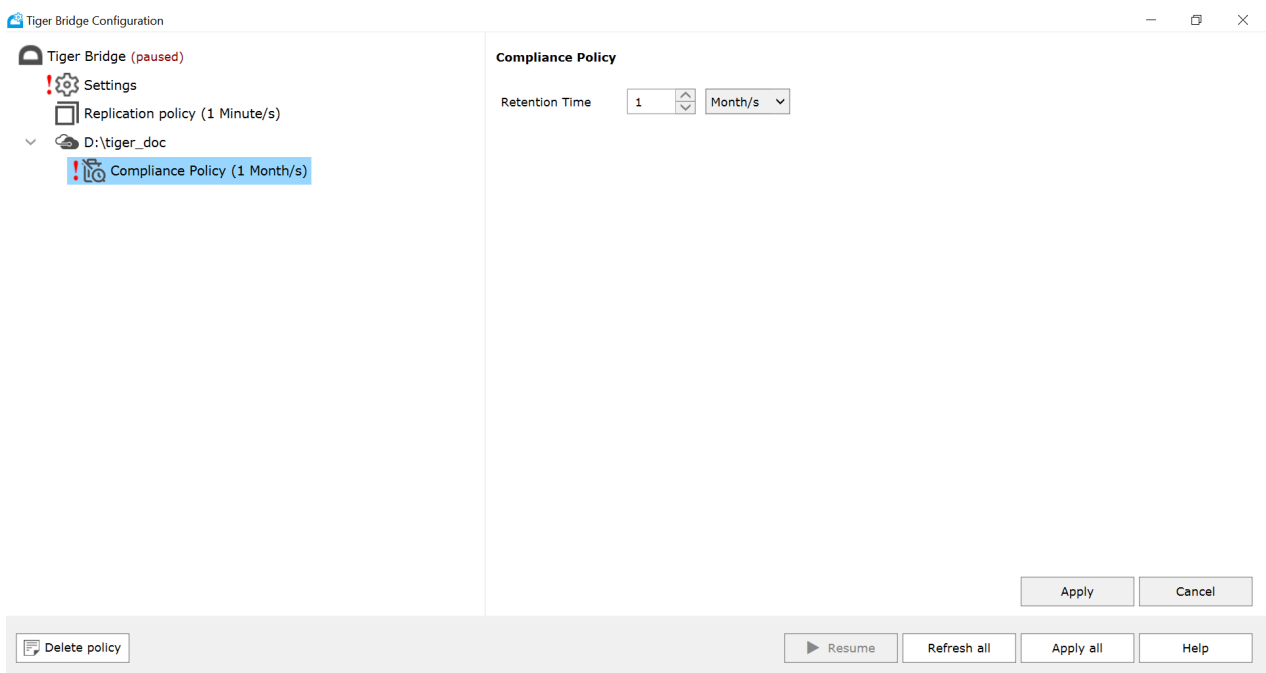 Tiger Bridge Configuration
Tiger Bridge (paused)
Settings
Replication policy (1 Minute/s)
D:\tiger_doc
Compliance Policy (1 Month/s)
Compliance Policy
Retention Time 1 Month/s
Apply Cancel
Delete policy Resume Refresh all Apply all Help